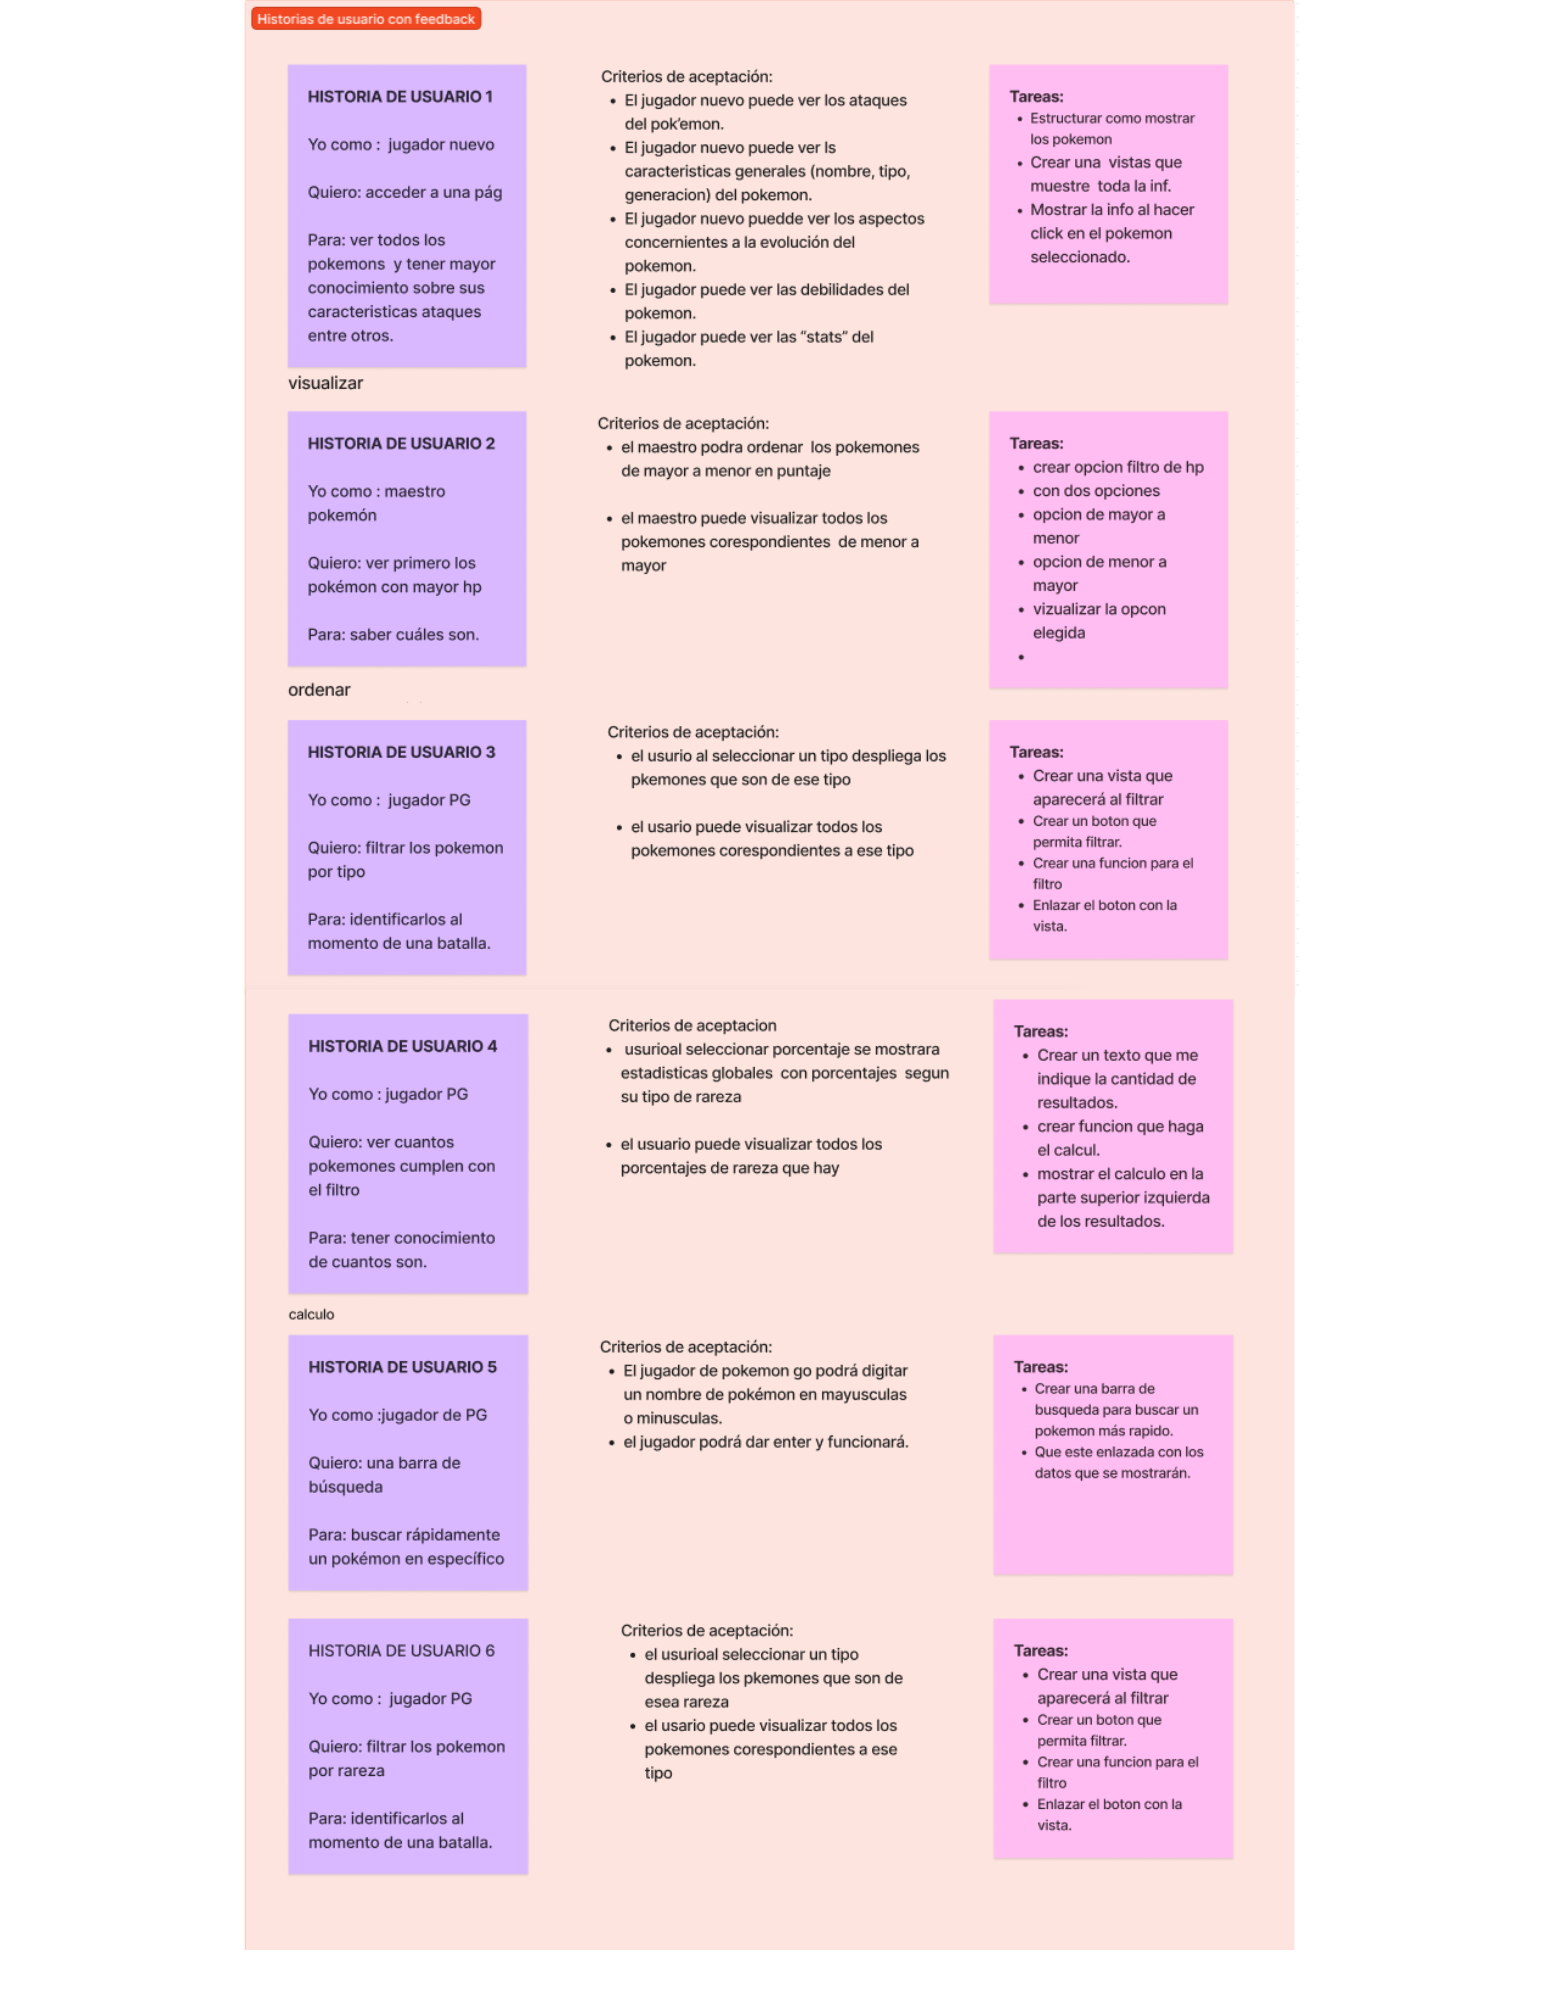 Historias de usuario con feedback
HISTORIA DE USUARIO 1
Yo como :  jugador nuevo
Quiero: acceder a una pág
Para: ver todos los
pokemons  y tener mayor
conocimiento sobre sus
caracteristicas ataques
entre otros.
visualizar
Criterios de aceptación:
• El jugador nuevo puede ver los ataques
del pok’emon.
• El jugador nuevo puede ver ls
caracteristicas generales (nombre, tipo,
generacion) del pokemon.
• El jugador nuevo puedde ver los aspectos
concernientes a la evolución del
pokemon.
• El jugador puede ver las debilidades del
pokemon.
• El jugador puede ver las “stats” del
pokemon.
Tareas:
• Estructurar como mostrar
los pokemon
• Crear una  vistas que
muestre  toda la inf.
• Mostrar la info al hacer
click en el pokemon
seleccionado.
HISTORIA DE USUARIO 2
Yo como : maestro
pokemón
Quiero: ver primero los
pokémon con mayor hp
Para: saber cuáles son.
ordenar
Criterios de aceptación:
• el maestro podra ordenar  los pokemones
de mayor a menor en puntaje
• el maestro puede visualizar todos los
pokemones corespondientes  de menor a
mayor
Tareas:
• crear opcion filtro de hp
• con dos opciones
• opcion de mayor a
menor
• opcion de menor a
mayor
• vizualizar la opcon
elegida
•
HISTORIA DE USUARIO 3
Yo como :  jugador PG
Quiero: filtrar los pokemon
por tipo
Para: identificarlos al
momento de una batalla.
Criterios de aceptación:
• el usurio al seleccionar un tipo despliega los
pkemones que son de ese tipo
• el usario puede visualizar todos los
pokemones corespondientes a ese tipo
Tareas:
• Crear una vista que
aparecerá al filtrar
• Crear un boton que
permita filtrar.
• Crear una funcion para el
filtro
• Enlazar el boton con la
vista.
HISTORIA DE USUARIO 4
Yo como : jugador PG
Quiero: ver cuantos
pokemones cumplen con
el filtro
Para: tener conocimiento
de cuantos son.
calculo
Criterios de aceptacion
• usurioal seleccionar porcentaje se mostrara
estadisticas globales  con porcentajes  segun
su tipo de rareza
• el usuario puede visualizar todos los
porcentajes de rareza que hay
Tareas:
• Crear un texto que me
indique la cantidad de
resultados.
• crear funcion que haga
el calcul.
• mostrar el calculo en la
parte superior izquierda
de los resultados.
HISTORIA DE USUARIO 5
Yo como :jugador de PG
Quiero: una barra de
búsqueda
Para: buscar rápidamente
un pokémon en específico
Criterios de aceptación:
• El jugador de pokemon go podrá digitar
un nombre de pokémon en mayusculas
o minusculas.
• el jugador podrá dar enter y funcionará.
Tareas:
• Crear una barra de
busqueda para buscar un
pokemon más rapido.
• Que este enlazada con los
datos que se mostrarán.
HISTORIA DE USUARIO 6
Yo como :  jugador PG
Quiero: filtrar los pokemon
por rareza
Para: identificarlos al
momento de una batalla.
Criterios de aceptación:
• el usurioal seleccionar un tipo
despliega los pkemones que son de
esea rareza
• el usario puede visualizar todos los
pokemones corespondientes a ese
tipo
Tareas:
• Crear una vista que
aparecerá al filtrar
• Crear un boton que
permita filtrar.
• Crear una funcion para el
filtro
• Enlazar el boton con la
vista.